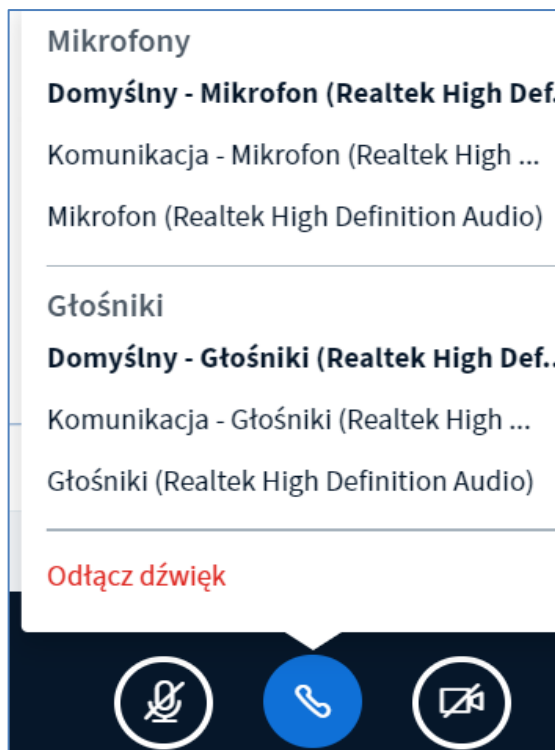 Mikrofony
Domyślny - Mikrofon (Realtek High Def.
Komunikacja - Mikrofon (Realtek High ...
Mikrofon (Realtek High Definition Audio)
Głośniki
Domyślny - Głośniki (Realtek High Def..
Komunikacja - Głośniki (Realtek High ...
Głośniki (Realtek High Definition Audio)
Odłącz dźwięk